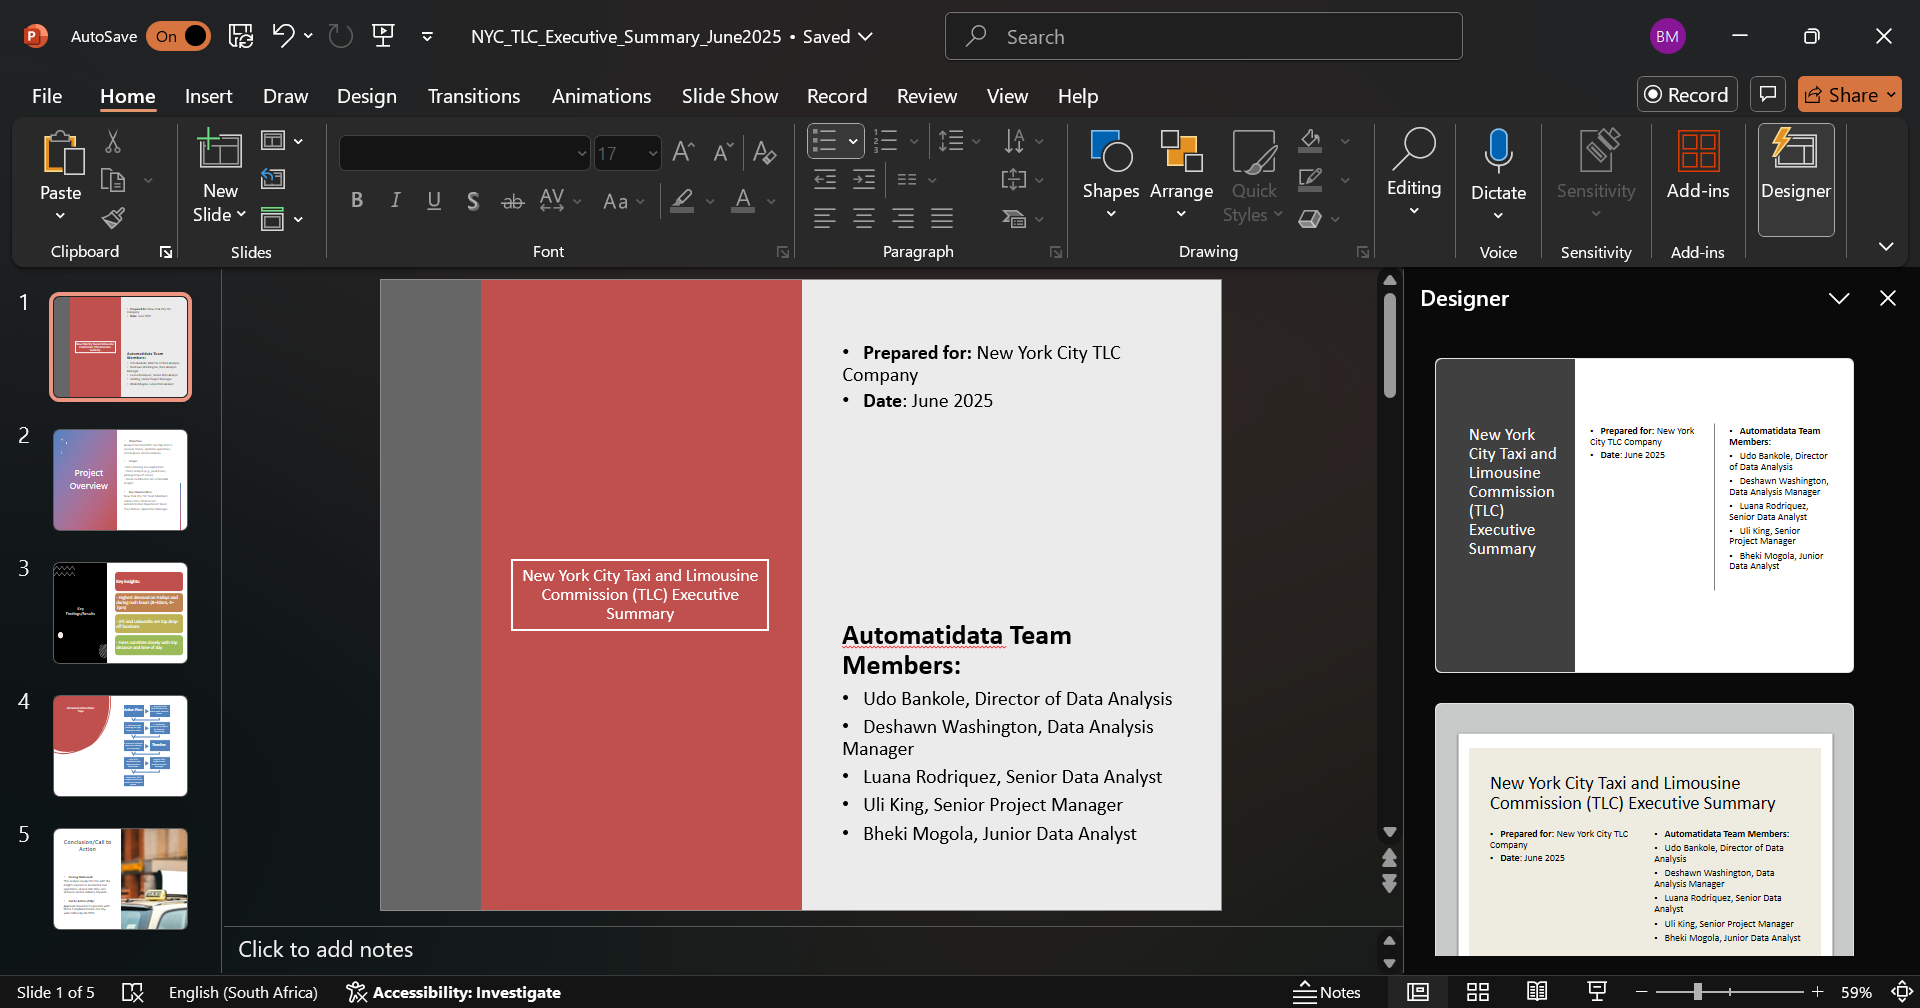 AutoSave On
NYC_TLC_Executive_Summary_June2025 • Saved
Search
BM
File Home Insert Draw Design Transitions Animations Slide Show Record Review View Help
Record
Share
Paste
Clipboard
New
Slide
Slides
17
Font
Paragraph
Shapes
Arrange
Quick
Styles
Drawing
Editing
Dictate
Voice
Sensitivity
Sensitivity
Add-ins
Add-ins
Designer
1
2
Project
Overview
3
Key
Findings/Results
Key Insights
4
Action Plan:
Timeline
5
Conclusion/Call to
Action
New York City Taxi and Limousine
Commission (TLC) Executive
Summary
• Prepared for: New York City TLC
Company
• Date: June 2025
Automatidata Team
Members:
• Udo Bankole, Director of Data Analysis
• Deshawn Washington, Data Analysis
Manager
• Luana Rodriquez, Senior Data Analyst
• Uli King, Senior Project Manager
• Bheki Mogola, Junior Data Analyst
Click to add notes
Designer
New York
City Taxi and
Limousine
Commission
(TLC)
Executive
Summary
• Prepared for: New York
City TLC Company
• Date: June 2025
• Automatidata Team
Members:
• Udo Bankole, Director
of Data Analysis
• Deshawn Washington,
Data Analysis Manager
• Luana Rodriquez,
Senior Data Analyst
• Uli King, Senior
Project Manager
• Bheki Mogola, Junior
Data Analyst
New York City Taxi and Limousine
Commission (TLC) Executive Summary
• Prepared for: New York City TLC
Company
• Date: June 2025
• Automatidata Team Members:
• Udo Bankole, Director of Data
Analysis
• Deshawn Washington, Data
Analysis Manager
• Luana Rodriquez, Senior Data
Analyst
• Uli King, Senior Project Manager
• Bheki Mogola, Junior Data Analyst
Slide 1 of 5
English (South Africa)
Accessibility: Investigate
Notes
59%